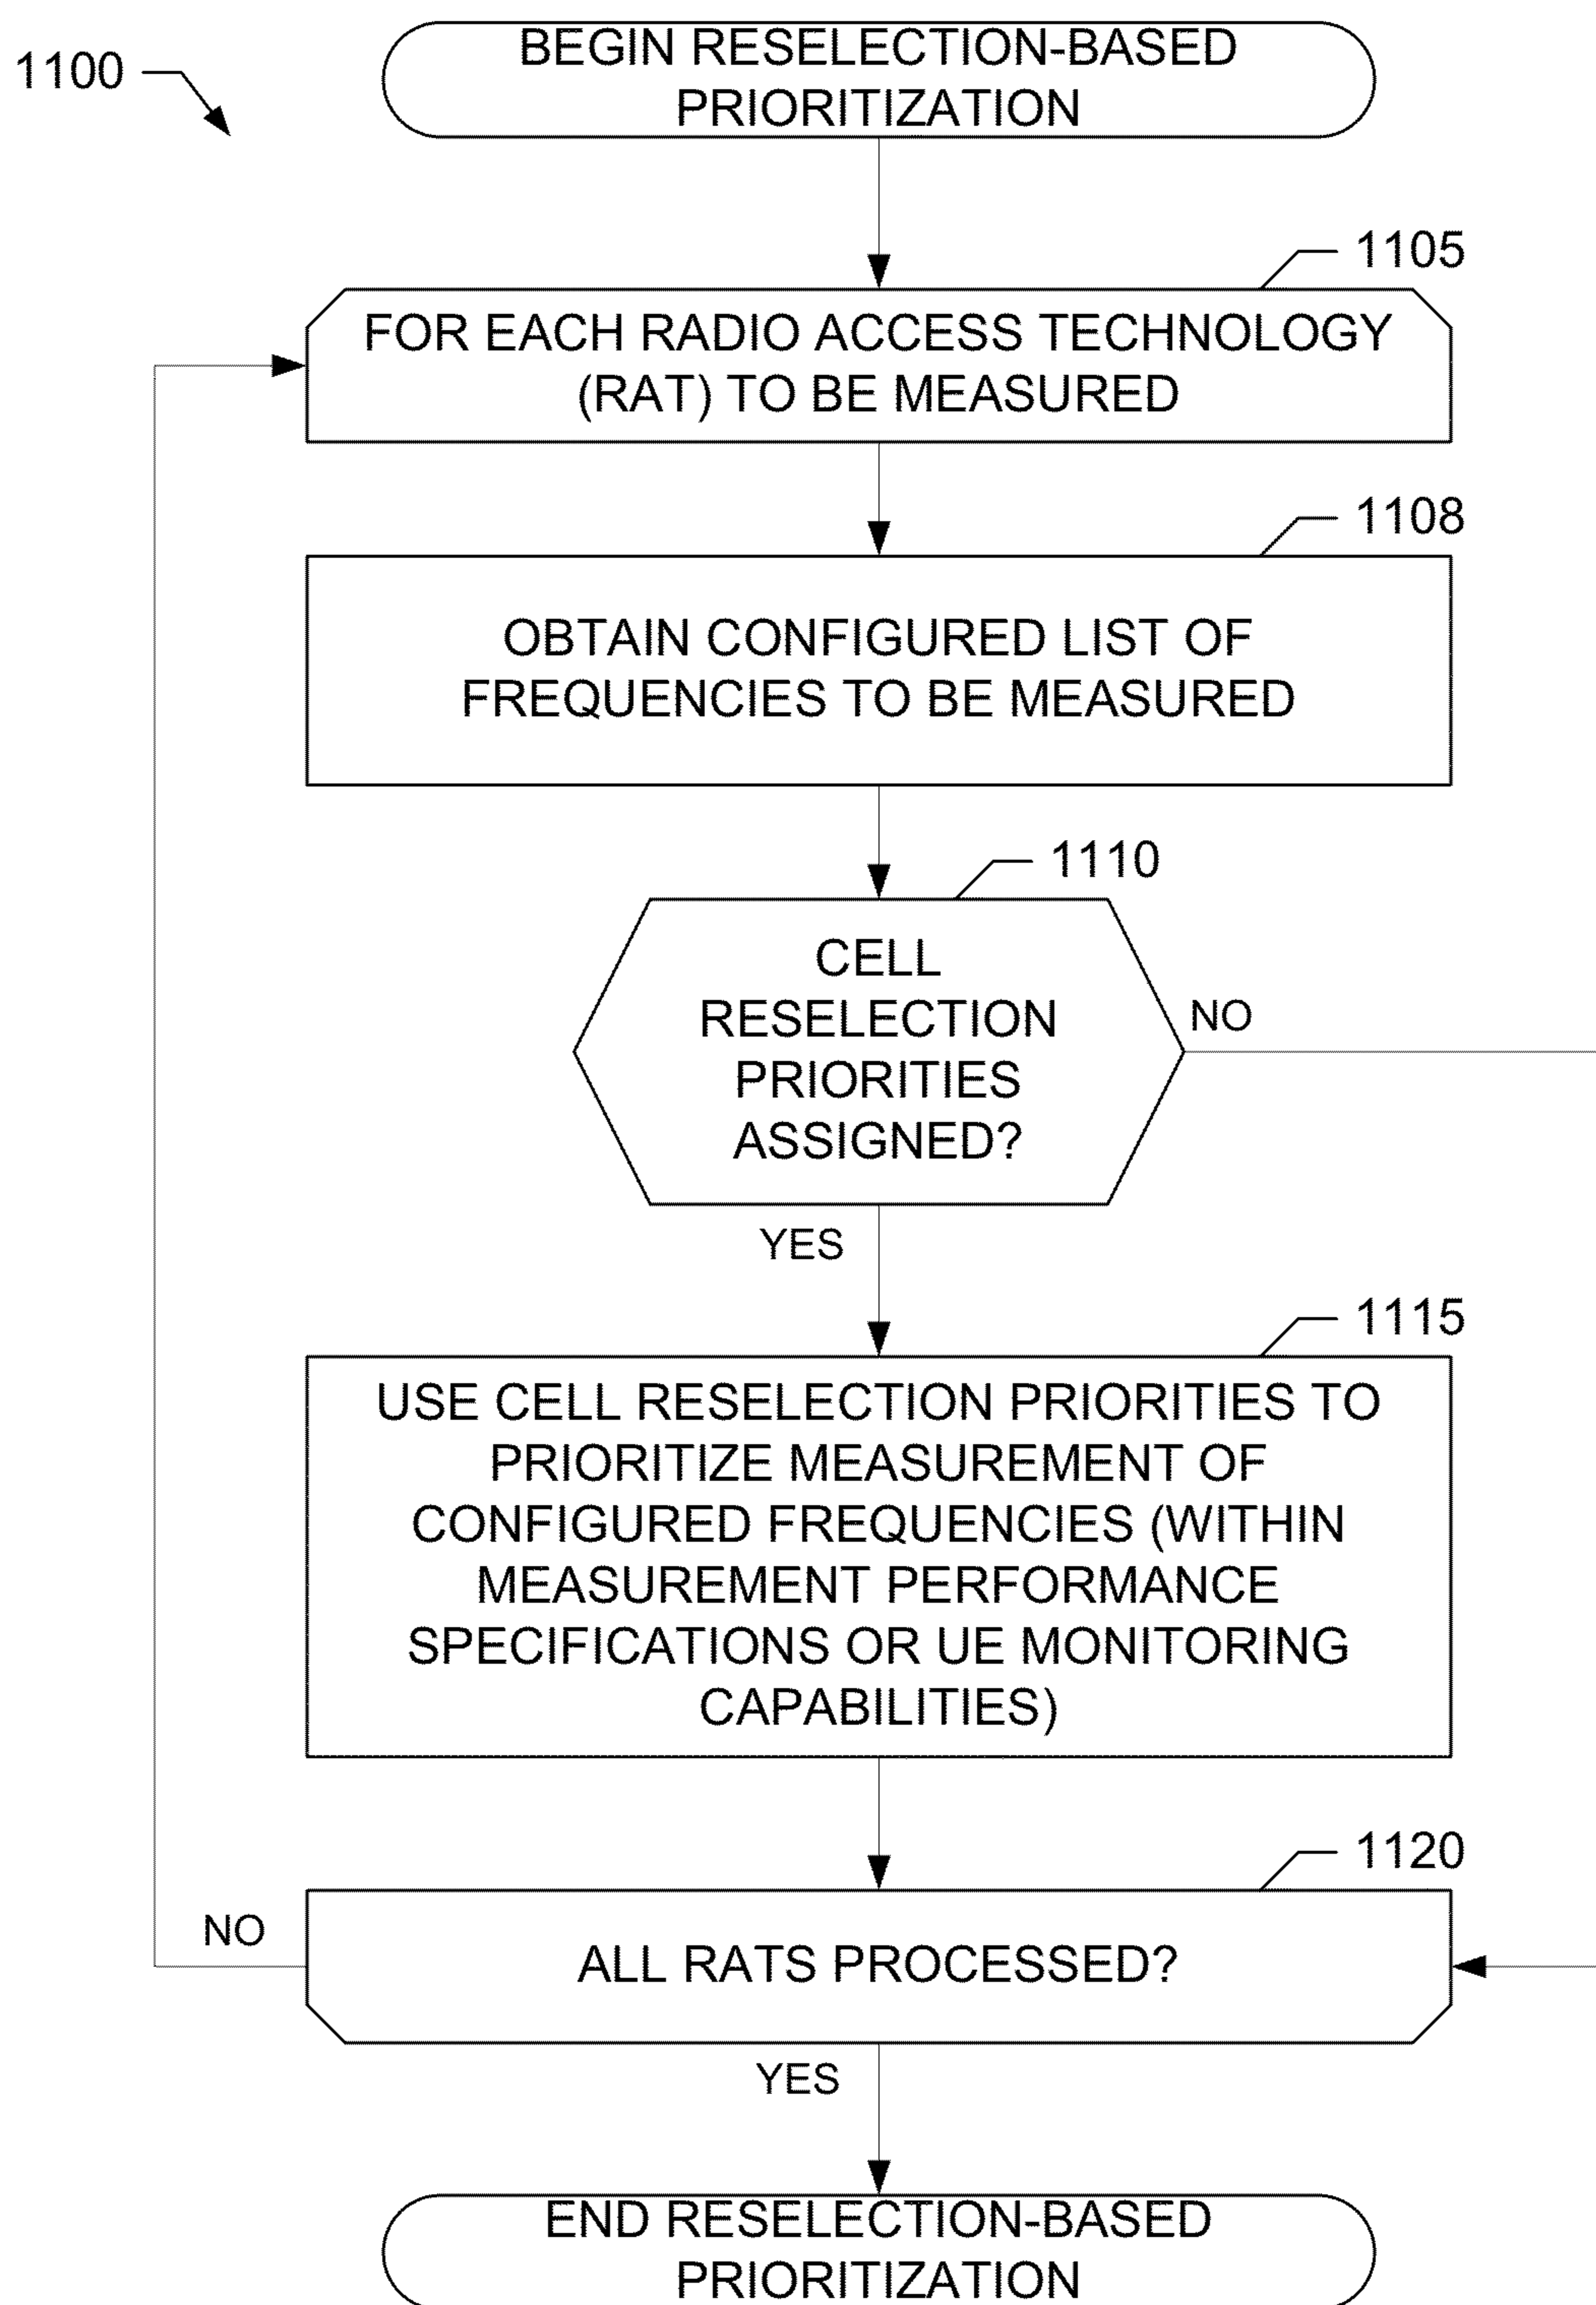 BEGIN RESELECTION-BASED
PRIORITIZATION
1100
1105
FOR EACH RADIO ACCESS TECHNOLOGY
(RAT) TO BE MEASURED
1108
OBTAIN CONFIGURED LIST OF
FREQUENCIES TO BE MEASURED
1110
CELL
RESELECTION
PRIORITIES
ASSIGNED?
NO
YES
1115
USE CELL RESELECTION PRIORITIES TO
PRIORITIZE MEASUREMENT OF
CONFIGURED FREQUENCIES (WITHIN
MEASUREMENT PERFORMANCE
SPECIFICATIONS OR UE MONITORING
CAPABILITIES)
1120
NO
ALL RATS PROCESSED?
YES
END RESELECTION-BASED
PRIORITIZATION